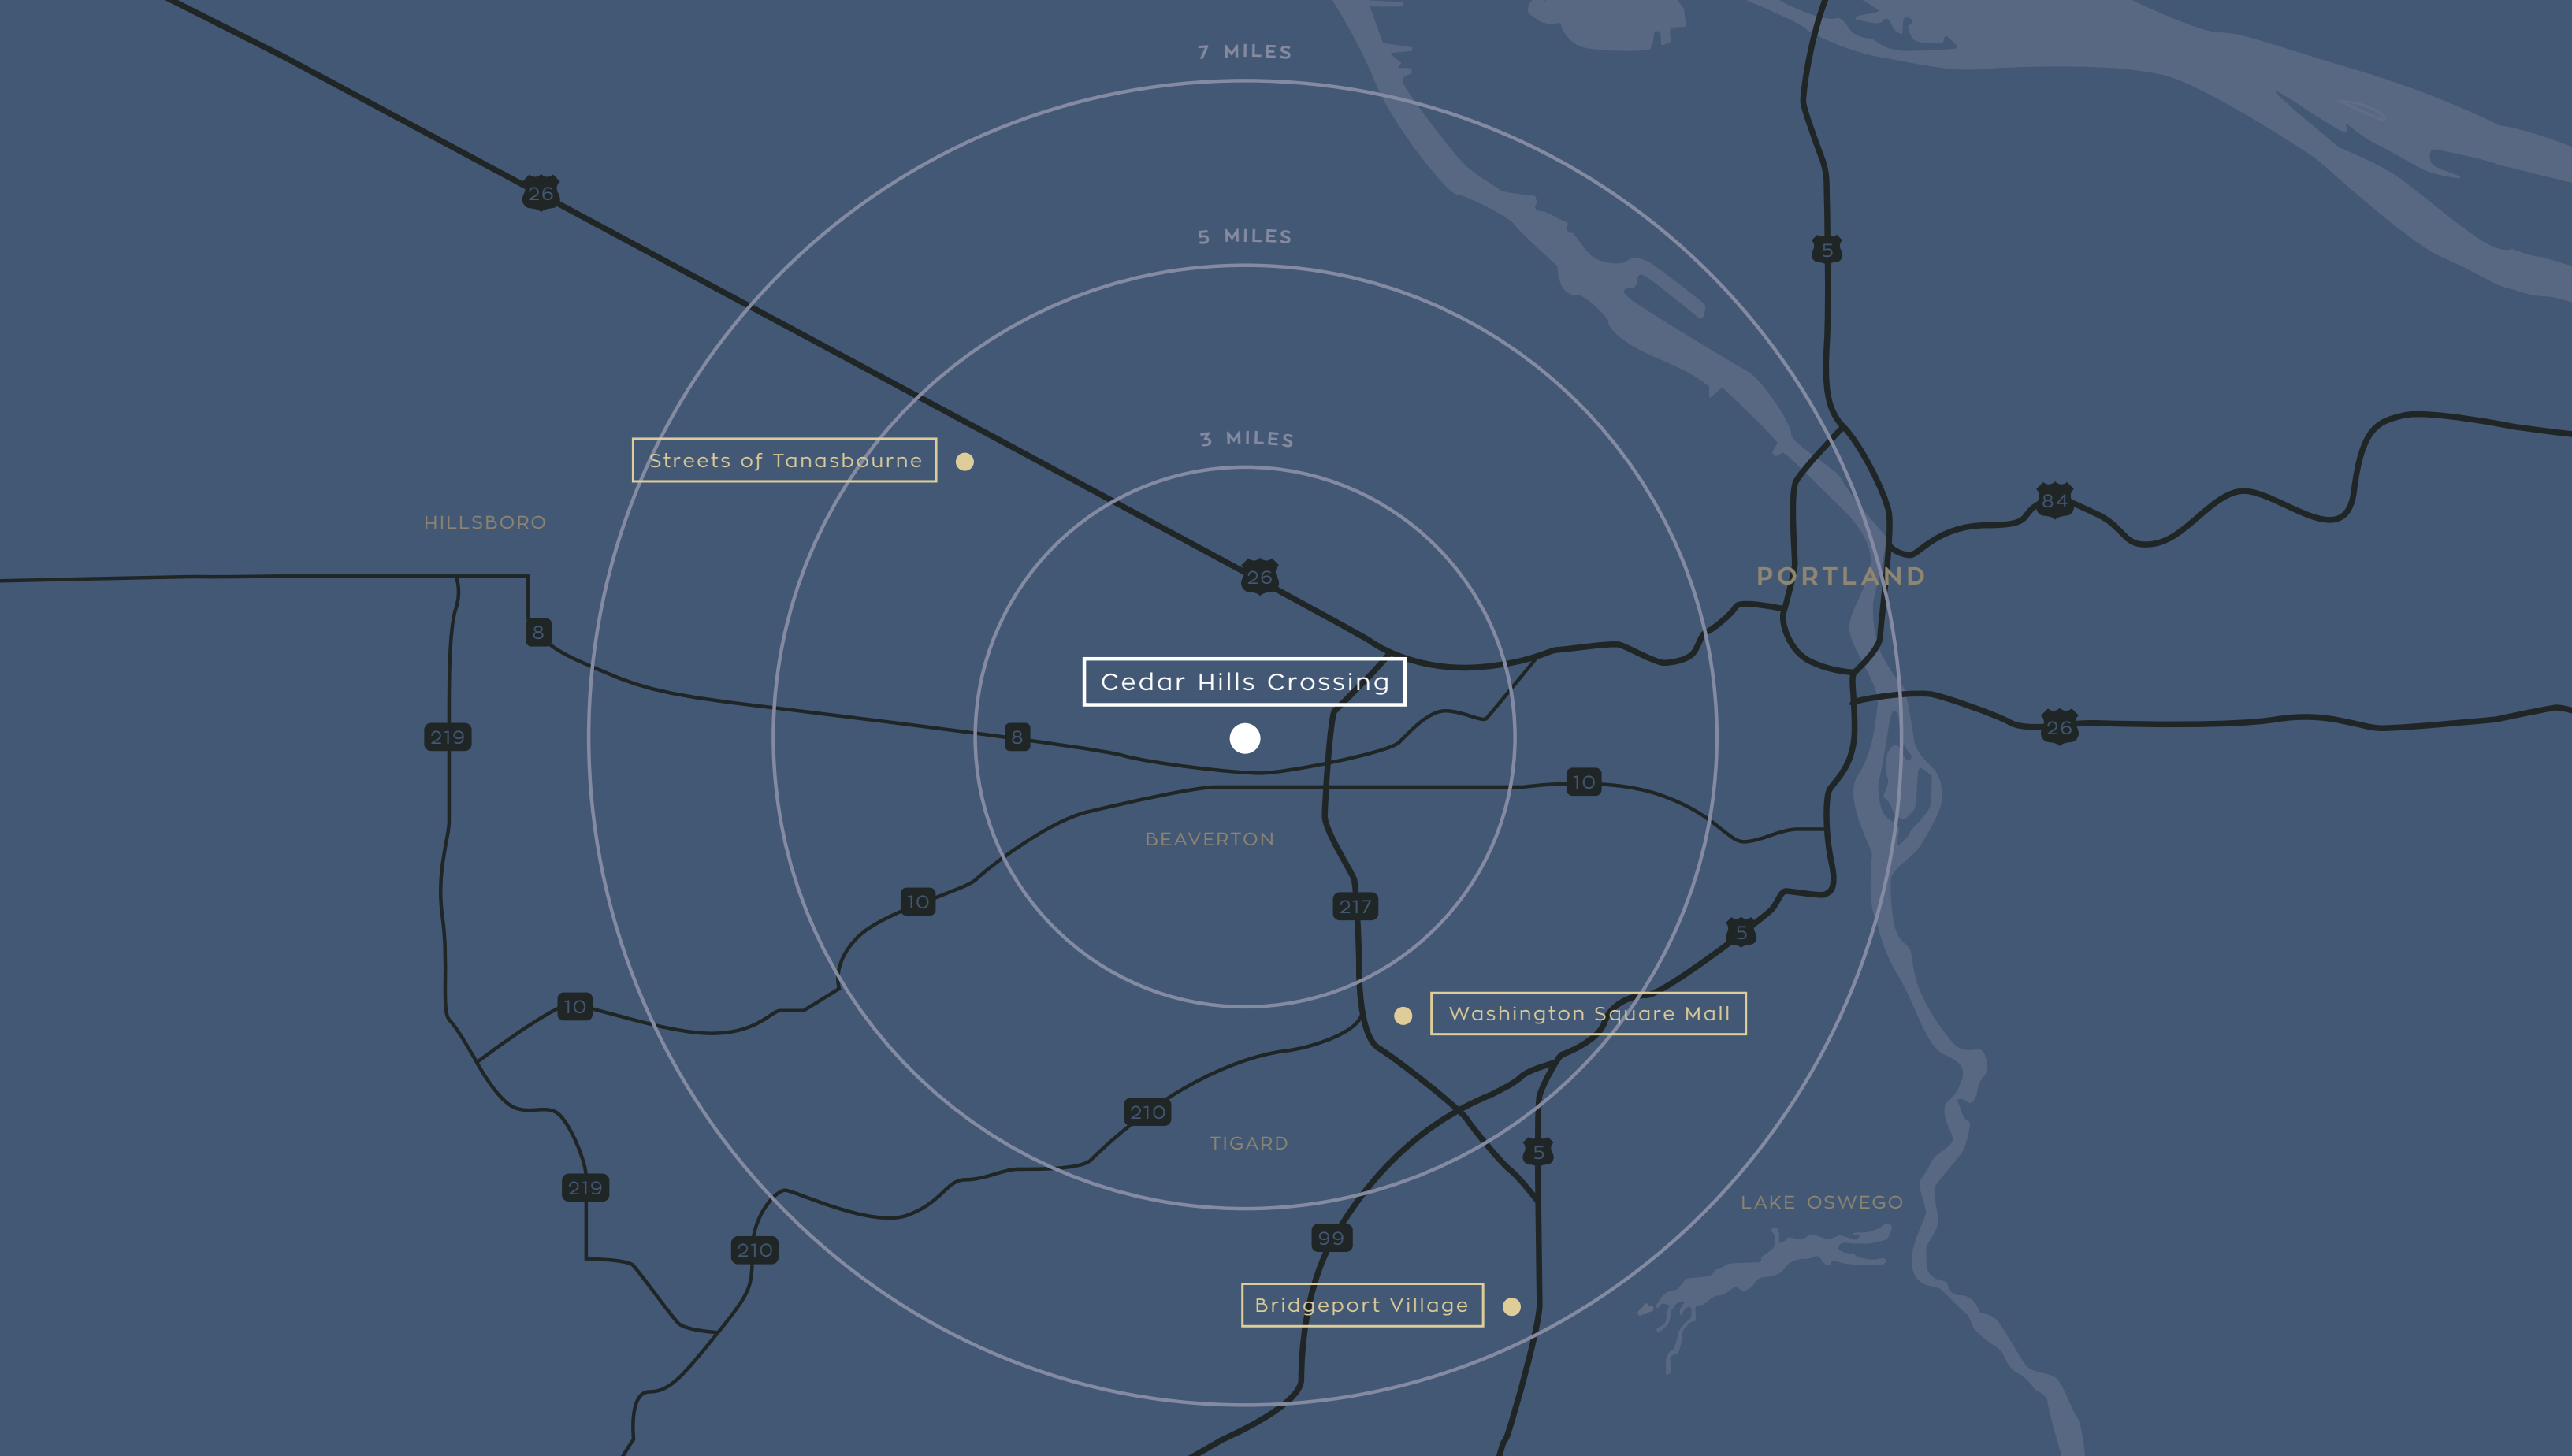 7 MILES
26
5 MILES
5
3 MILES
Streets of Tanasbourne
84
HILLSBORO
PORTLAND
26
8
Cedar Hills Crossing
26
219
8
10
BEAVERTON
10
217
5
10
Washington Square Mall
210
TIGARD
5
219
LAKE OSWEGO
99
210
Bridgeport Village